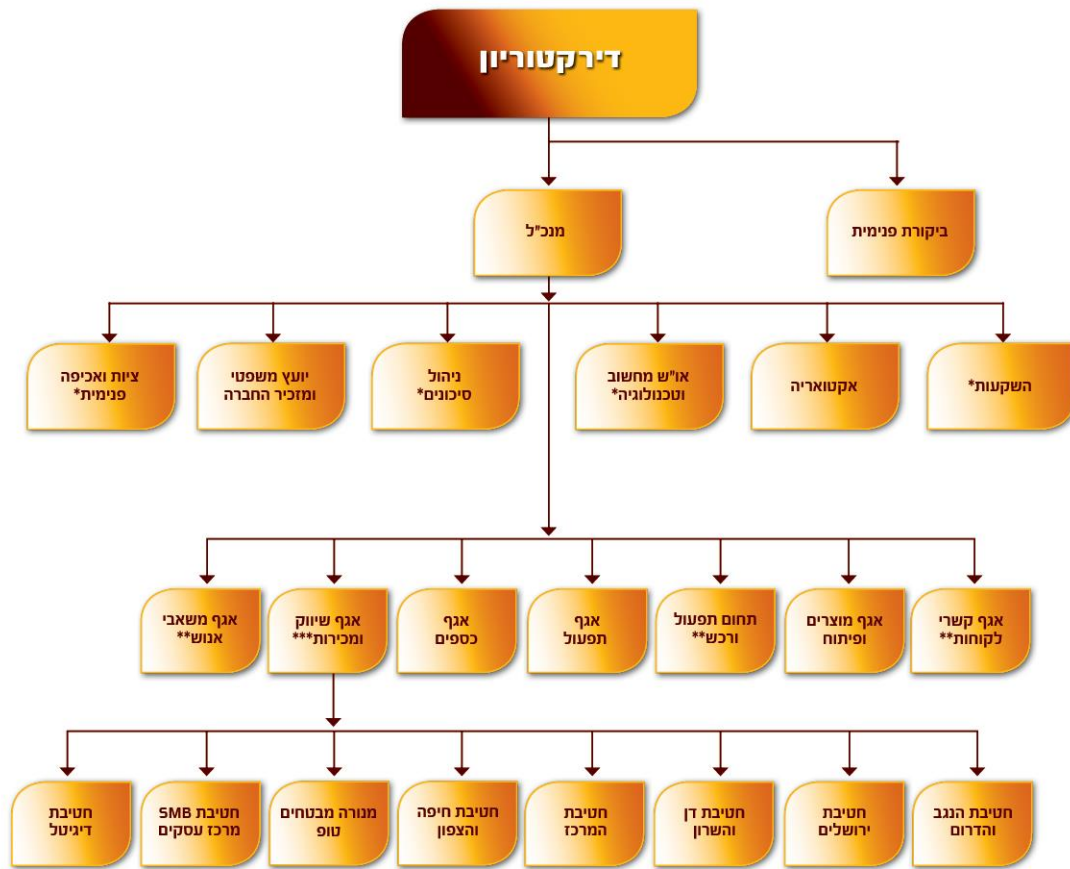 דירקטוריון
מנכ"ל
ביקורת פנימית
השקעות*
אקטואריה
או"ש מחשוב
וטכנולוגיה*
ניהול
סיכונים*
יועץ משפטי
ומזכיר החברה
ציות ואכיפה
פנימית*
אגף קשרי
לקוחות**
אגף מוצרים
ופיתוח
תחום תפעול
ורכש**
אגף
תפעול
אגף
כספים
אגף שיווק
ומכירות***
אגף משאבי
אנוש**
חטיבת הנגב
והדרום
חטיבת
ירושלים
חטיבת דן
והשרון
חטיבת
המרכז
חטיבת חיפה
והצפון
מנורה מבטחים
טופ
חטיבת SMB
מרכז עסקים
חטיבת
דיגיטל